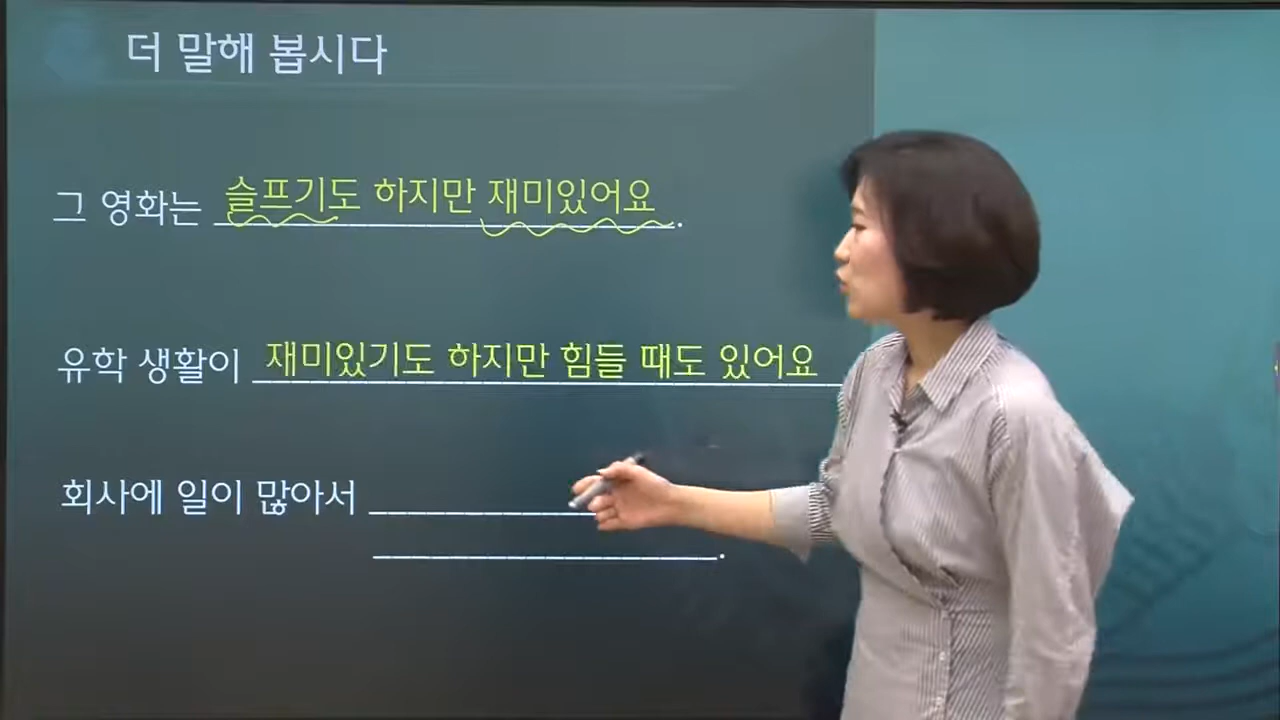 더 말해 봅시다
그 영화는 슬프기도 하지만 재미있어요.
유학 생활이 재미있기도 하지만 힘들 때도 있어요
회사에 일이 많아서